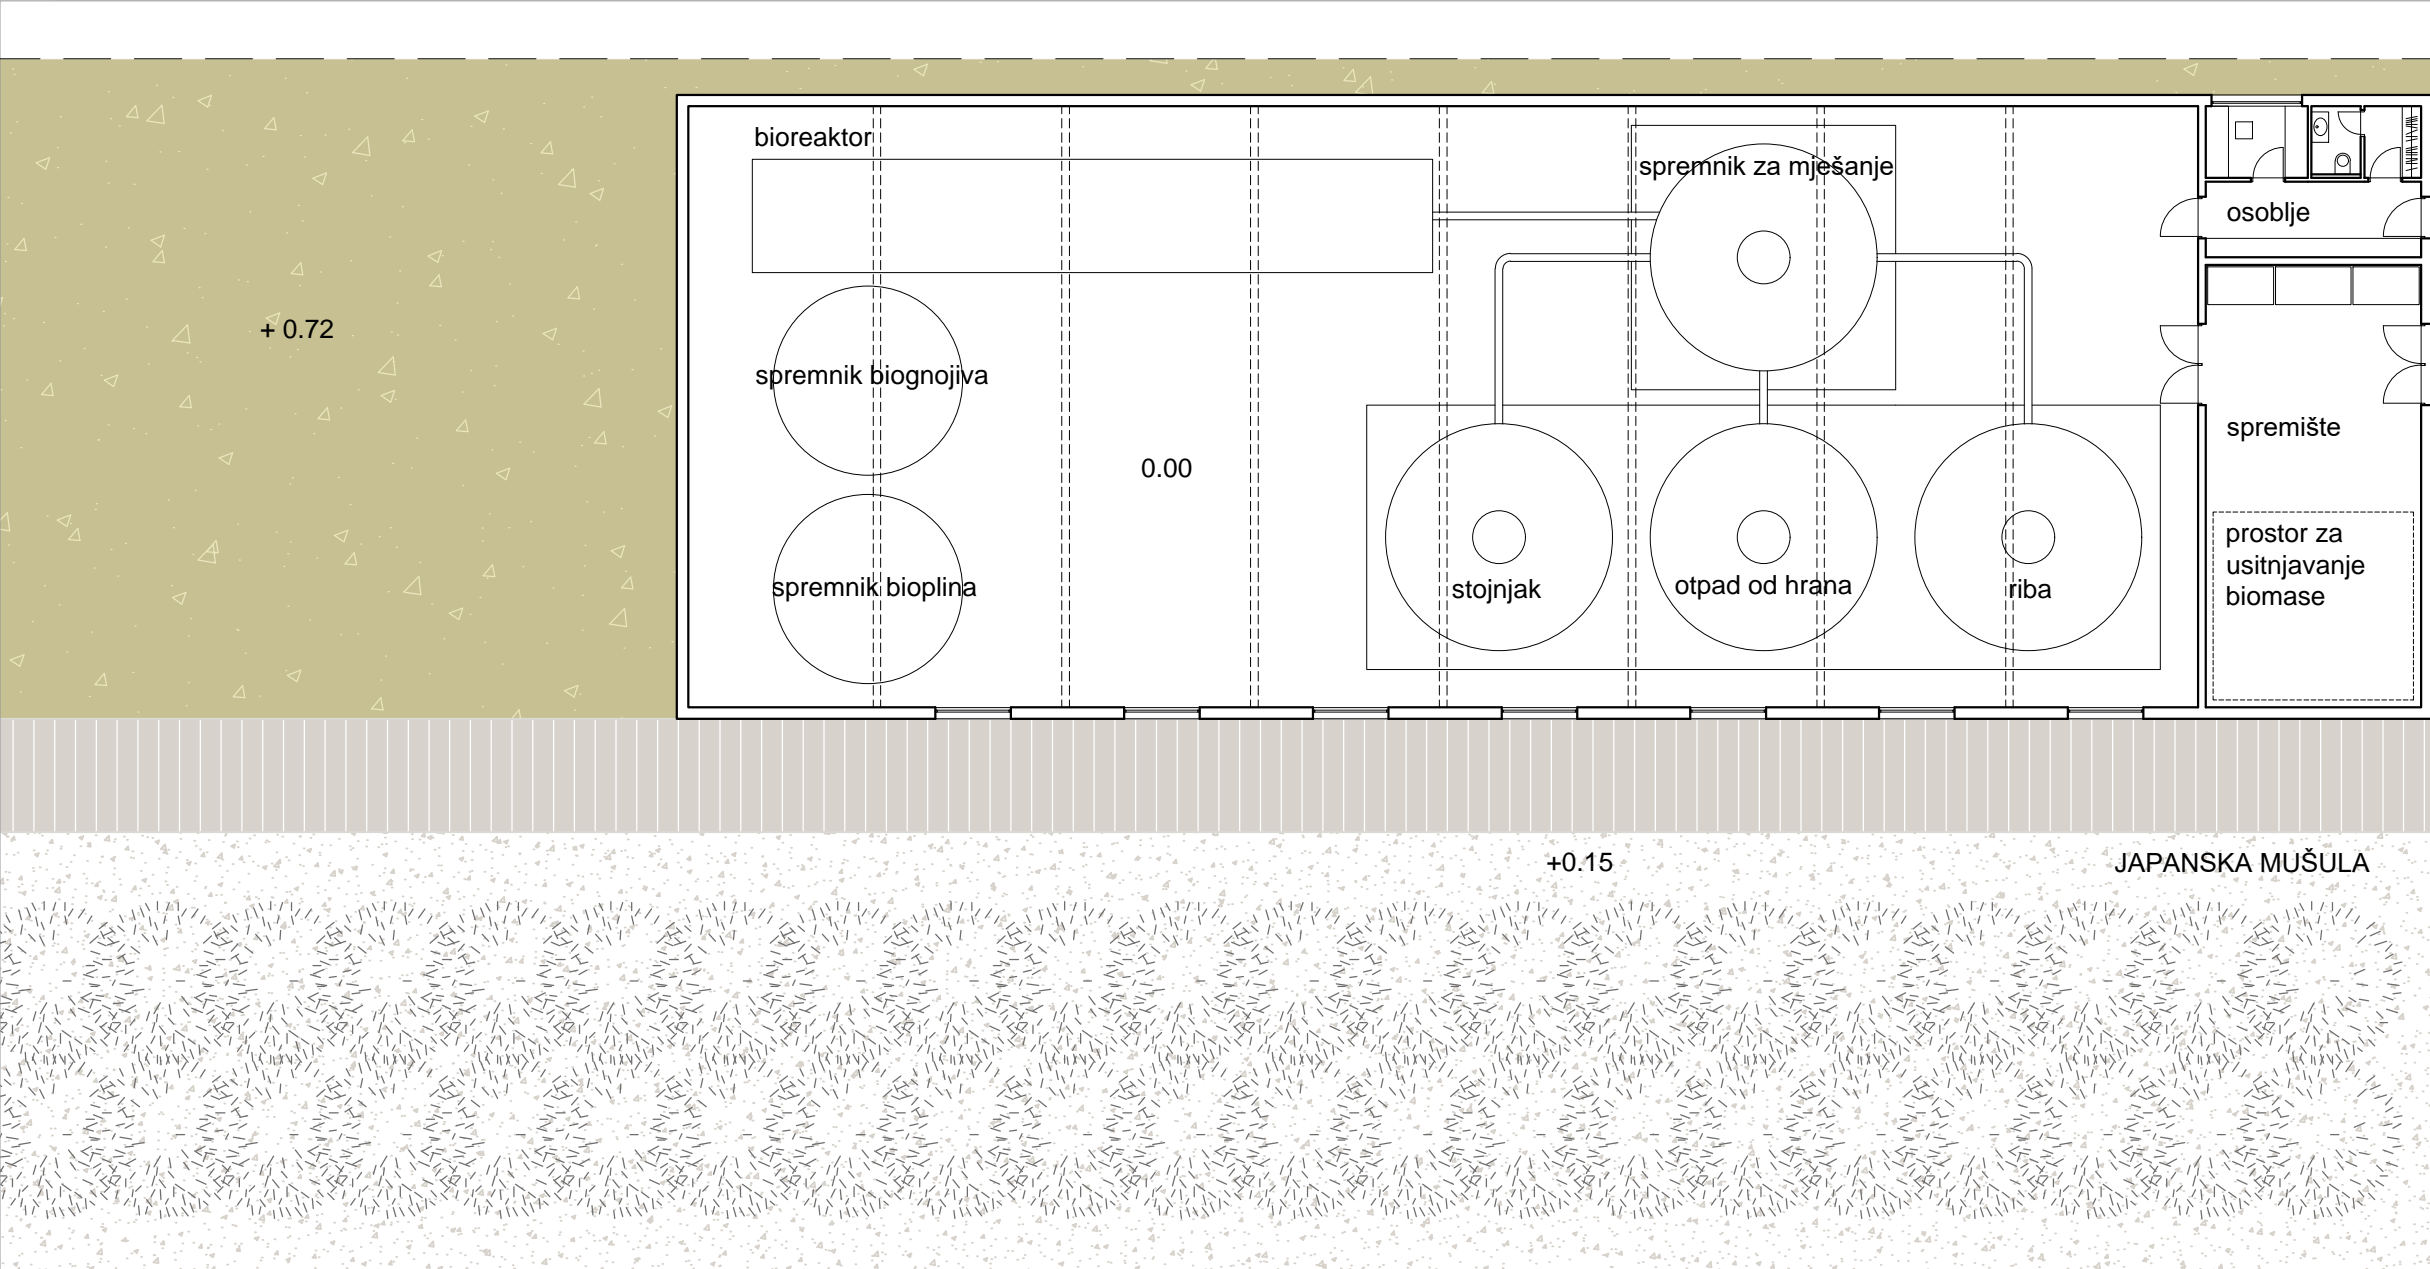 bioreaktor
spremnik za mješanje
osoblje
+ 0.72
spremnik biognojiva
0.00
spremište
spremnik bioplina
stojnjak
otpad od hrana
riba
prostor za
usitnjavanje
biomase
+0.15
JAPANSKA MUŠULA